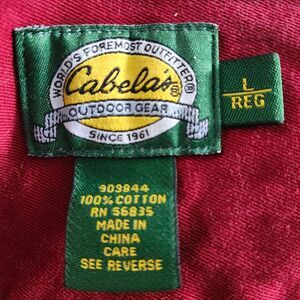 WORLD'S FOREMOST OUTFITTER®
Cabela's®
OUTDOOR GEAR
SINCE 1961
L
REG
903844
100% COTTON
RN 56835
MADE IN
CHINA
CARE
SEE REVERSE